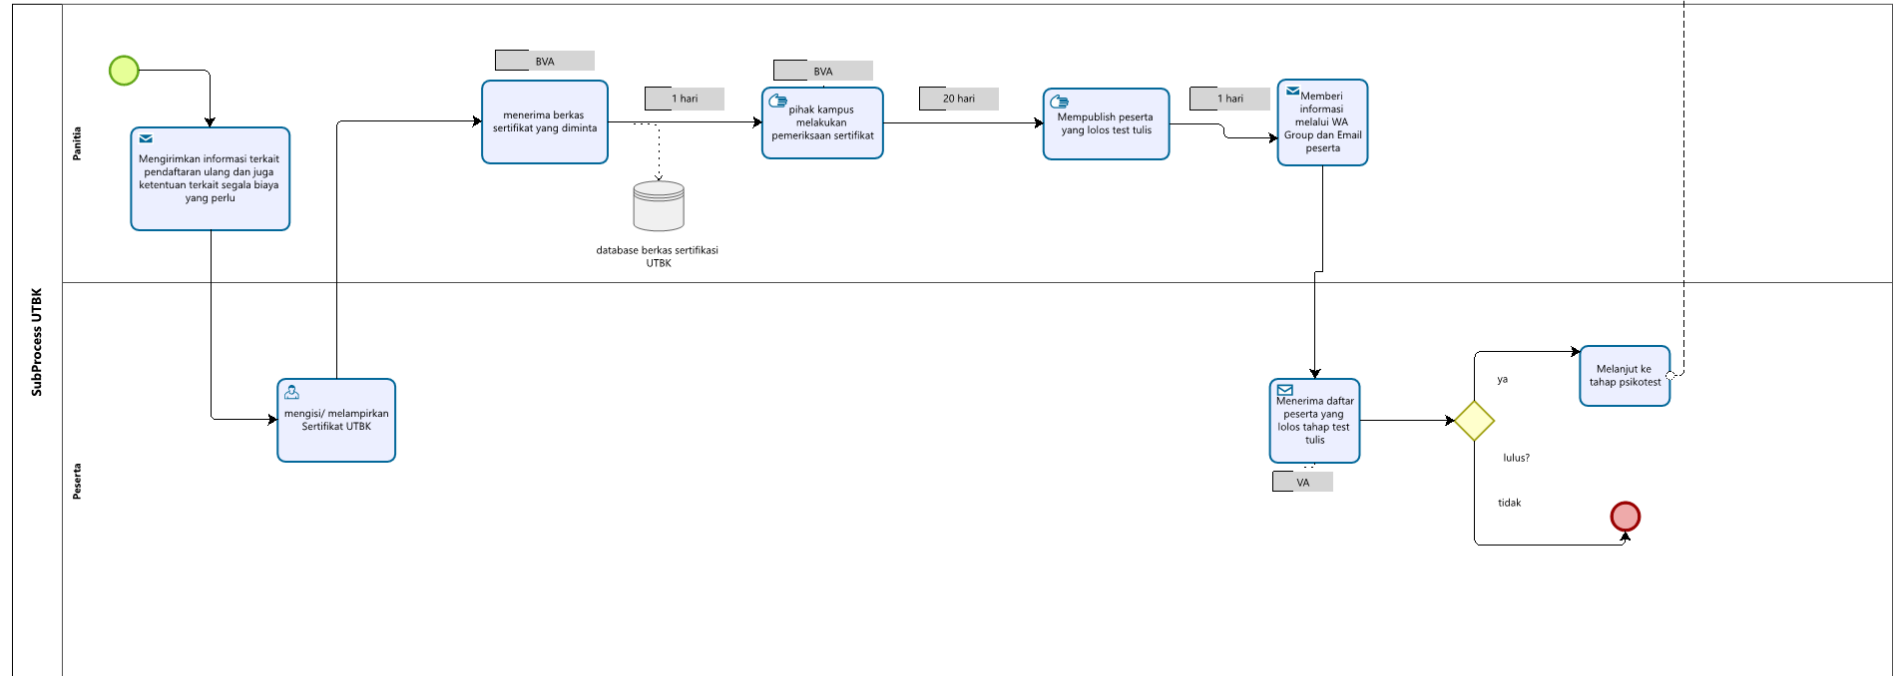 SubProcess UTBK
Panitia
Mengirimkan informasi terkait
pendaftaran ulang dan juga
ketentuan terkait segala biaya
yang perlu
BVA
menerima berkas
sertifikat yang diminta
1 hari
database berkas sertifikasi
UTBK
BVA
pihak kampus
melakukan
pemeriksaan sertifikat
20 hari
Mempublish peserta
yang lolos test tulis
1 hari
Memberi
informasi
melalui WA
Group dan Email
peserta
Peserta
mengisi/ melampirkan
Sertifikat UTBK
Menerima daftar
peserta yang
lolos tahap test
tulis
VA
ya
lulus?
tidak
Melanjut ke
tahap psikotest